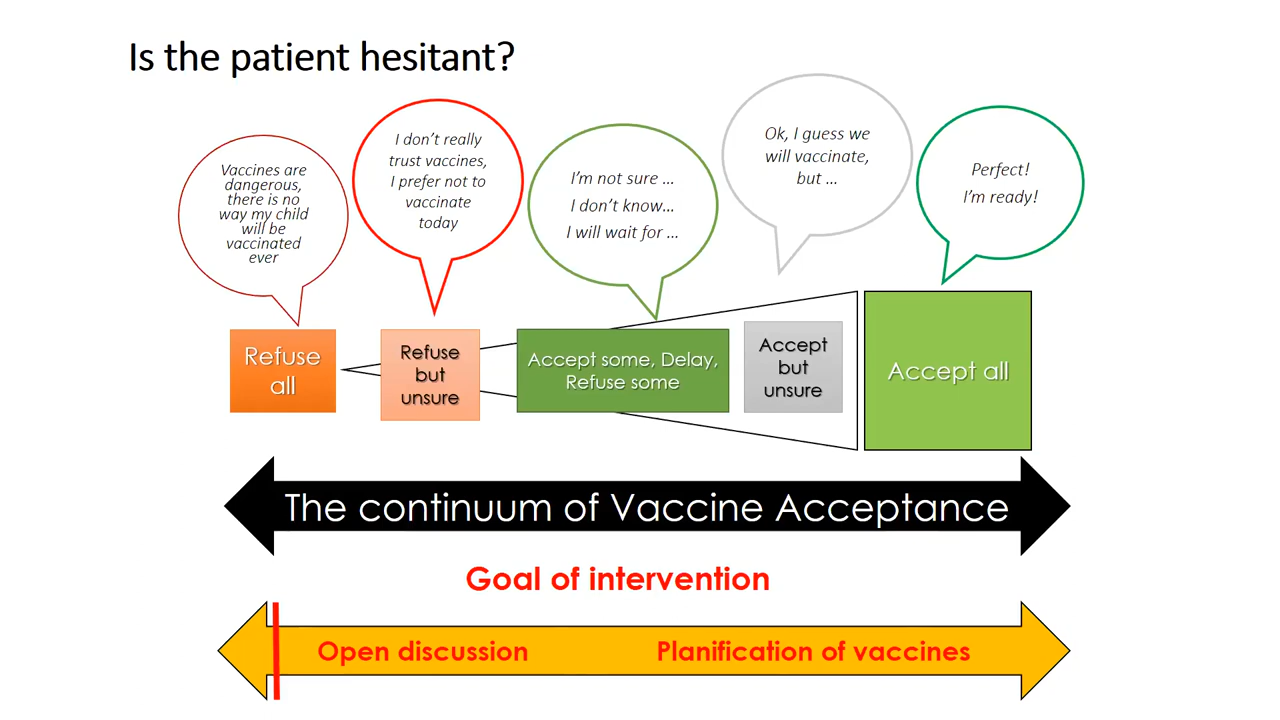 Is the patient hesitant?
Vaccines are
dangerous,
there is no
way my child
will be
vaccinated
ever
I don't really
trust vaccines,
I prefer not to
vaccinate
today
I'm not sure ...
I don't know...
I will wait for ...
Ok, I guess we
will vaccinate,
but ...
Perfect!
I'm ready!
Refuse
all
Refuse
but
unsure
Accept some, Delay,
Refuse some
Accept
but
unsure
Accept all
The continuum of Vaccine Acceptance
Goal of intervention
Open discussion
Planification of vaccines